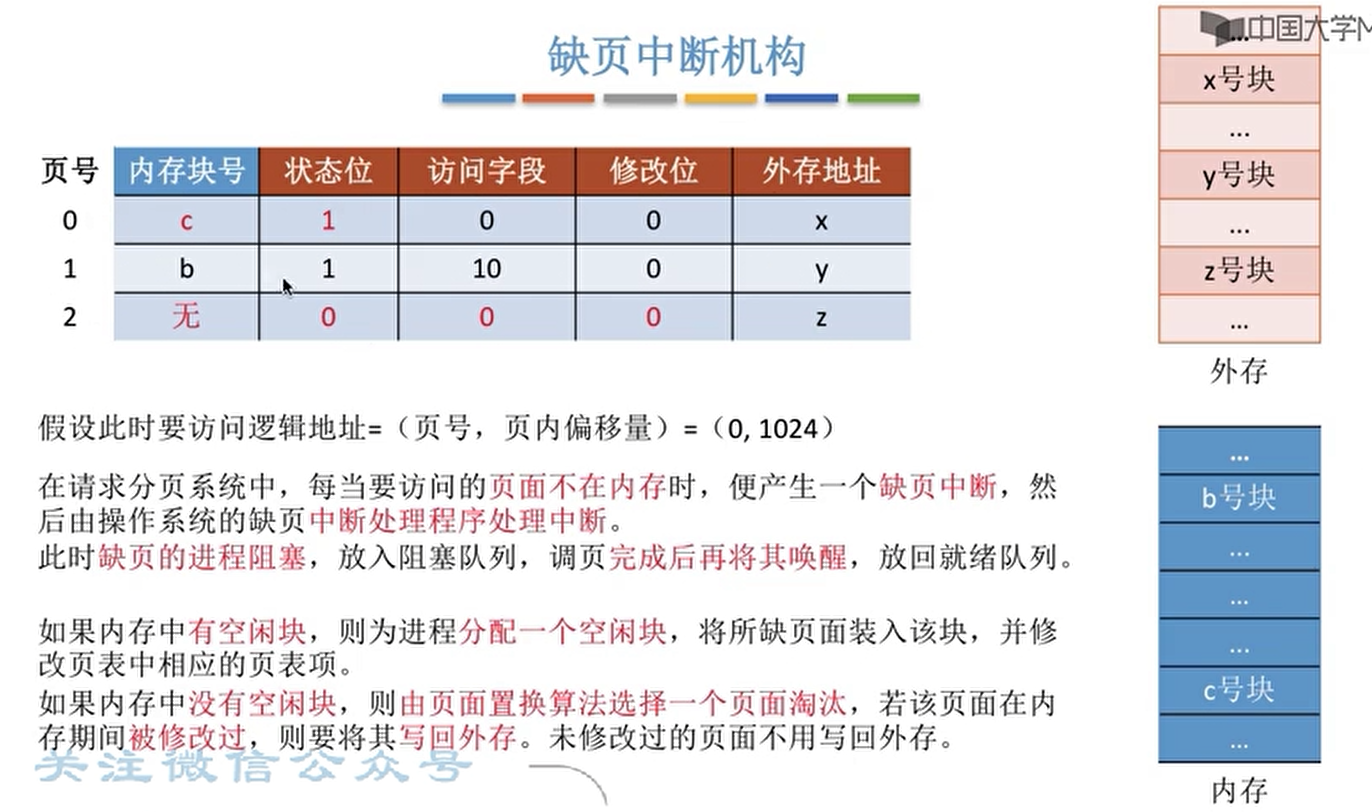 中国大学M
缺页中断机构
页号 内存块号 状态位 访问字段 修改位 外存地址
0 c 1 0 0 x
1 b 1 10 0 y
2 无 0 0 0 z
...
x号块
...
y号块
...
z号块
...
外存
假设此时要访问逻辑地址=（页号，页内偏移量）=（0, 1024）
在请求分页系统中，每当要访问的页面不在内存时，便产生一个缺页中断，然
后由操作系统的缺页中断处理程序处理中断。
此时缺页的进程阻塞，放入阻塞队列，调页完成后再将其唤醒，放回就绪队列。
如果内存中有空闲块，则为进程分配一个空闲块，将所缺页面装入该块，并修
改页表中相应的页表项。
如果内存中没有空闲块，则由页面置换算法选择一个页面淘汰，若该页面在内
存期间被修改过，则要将其写回外存。未修改过的页面不用写回外存。
关注微信公众号
...
b号块
...
...
...
c号块
...
内存